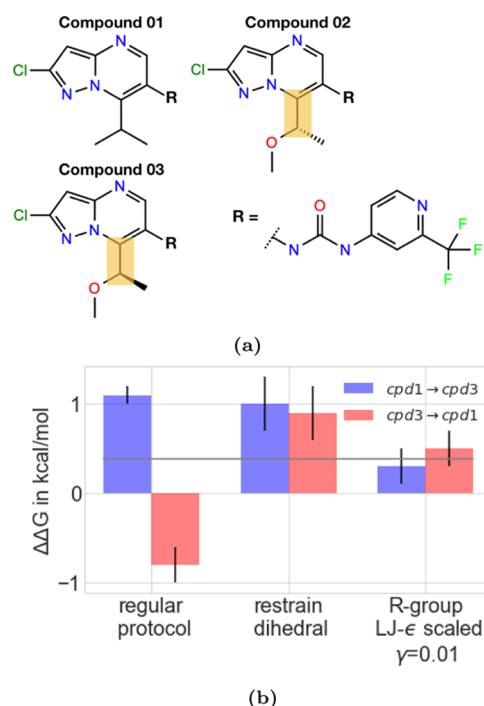 Compound 01
Compound 02
Cl
N
N
N
R
Cl
N
N
N
R
O
Compound 03
Cl
N
N
N
R
O
R =
O
N
N
N
F
F
F
(a)
ΔΔG in kcal/mol
1
0
−1
cpd1→cpd3
cpd3→cpd1
regular
protocol
restrain
dihedral
R-group
LJ-ϵ scaled
γ=0.01
(b)